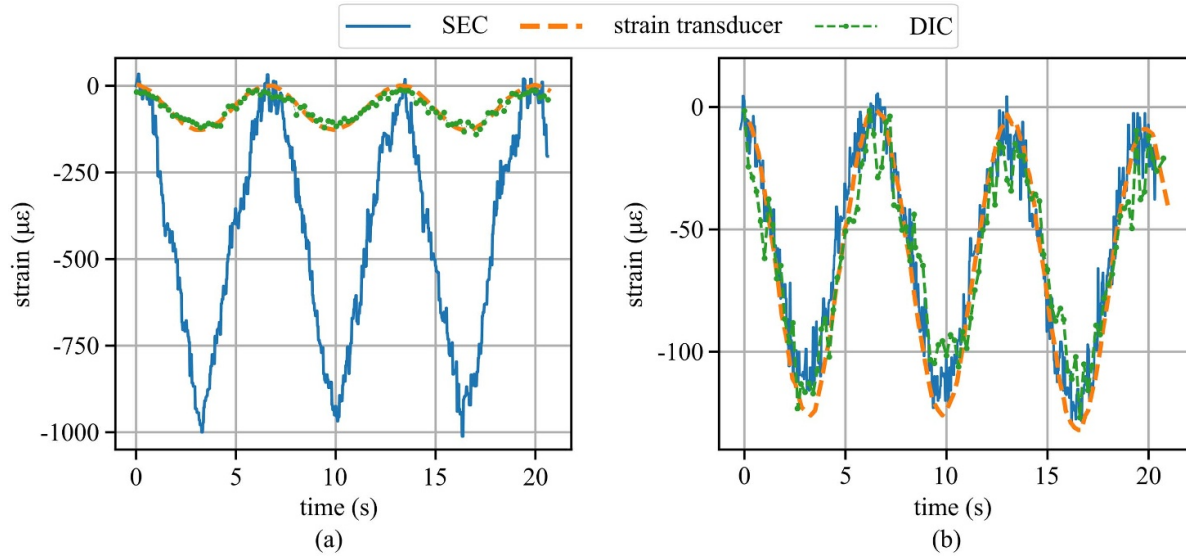 SEC strain transducer DIC
0
-250
-500
-750
-1000
strain (με)
0 5 10 15 20
time (s)
(a)
0
-50
-100
strain (με)
0 5 10 15 20
time (s)
(b)